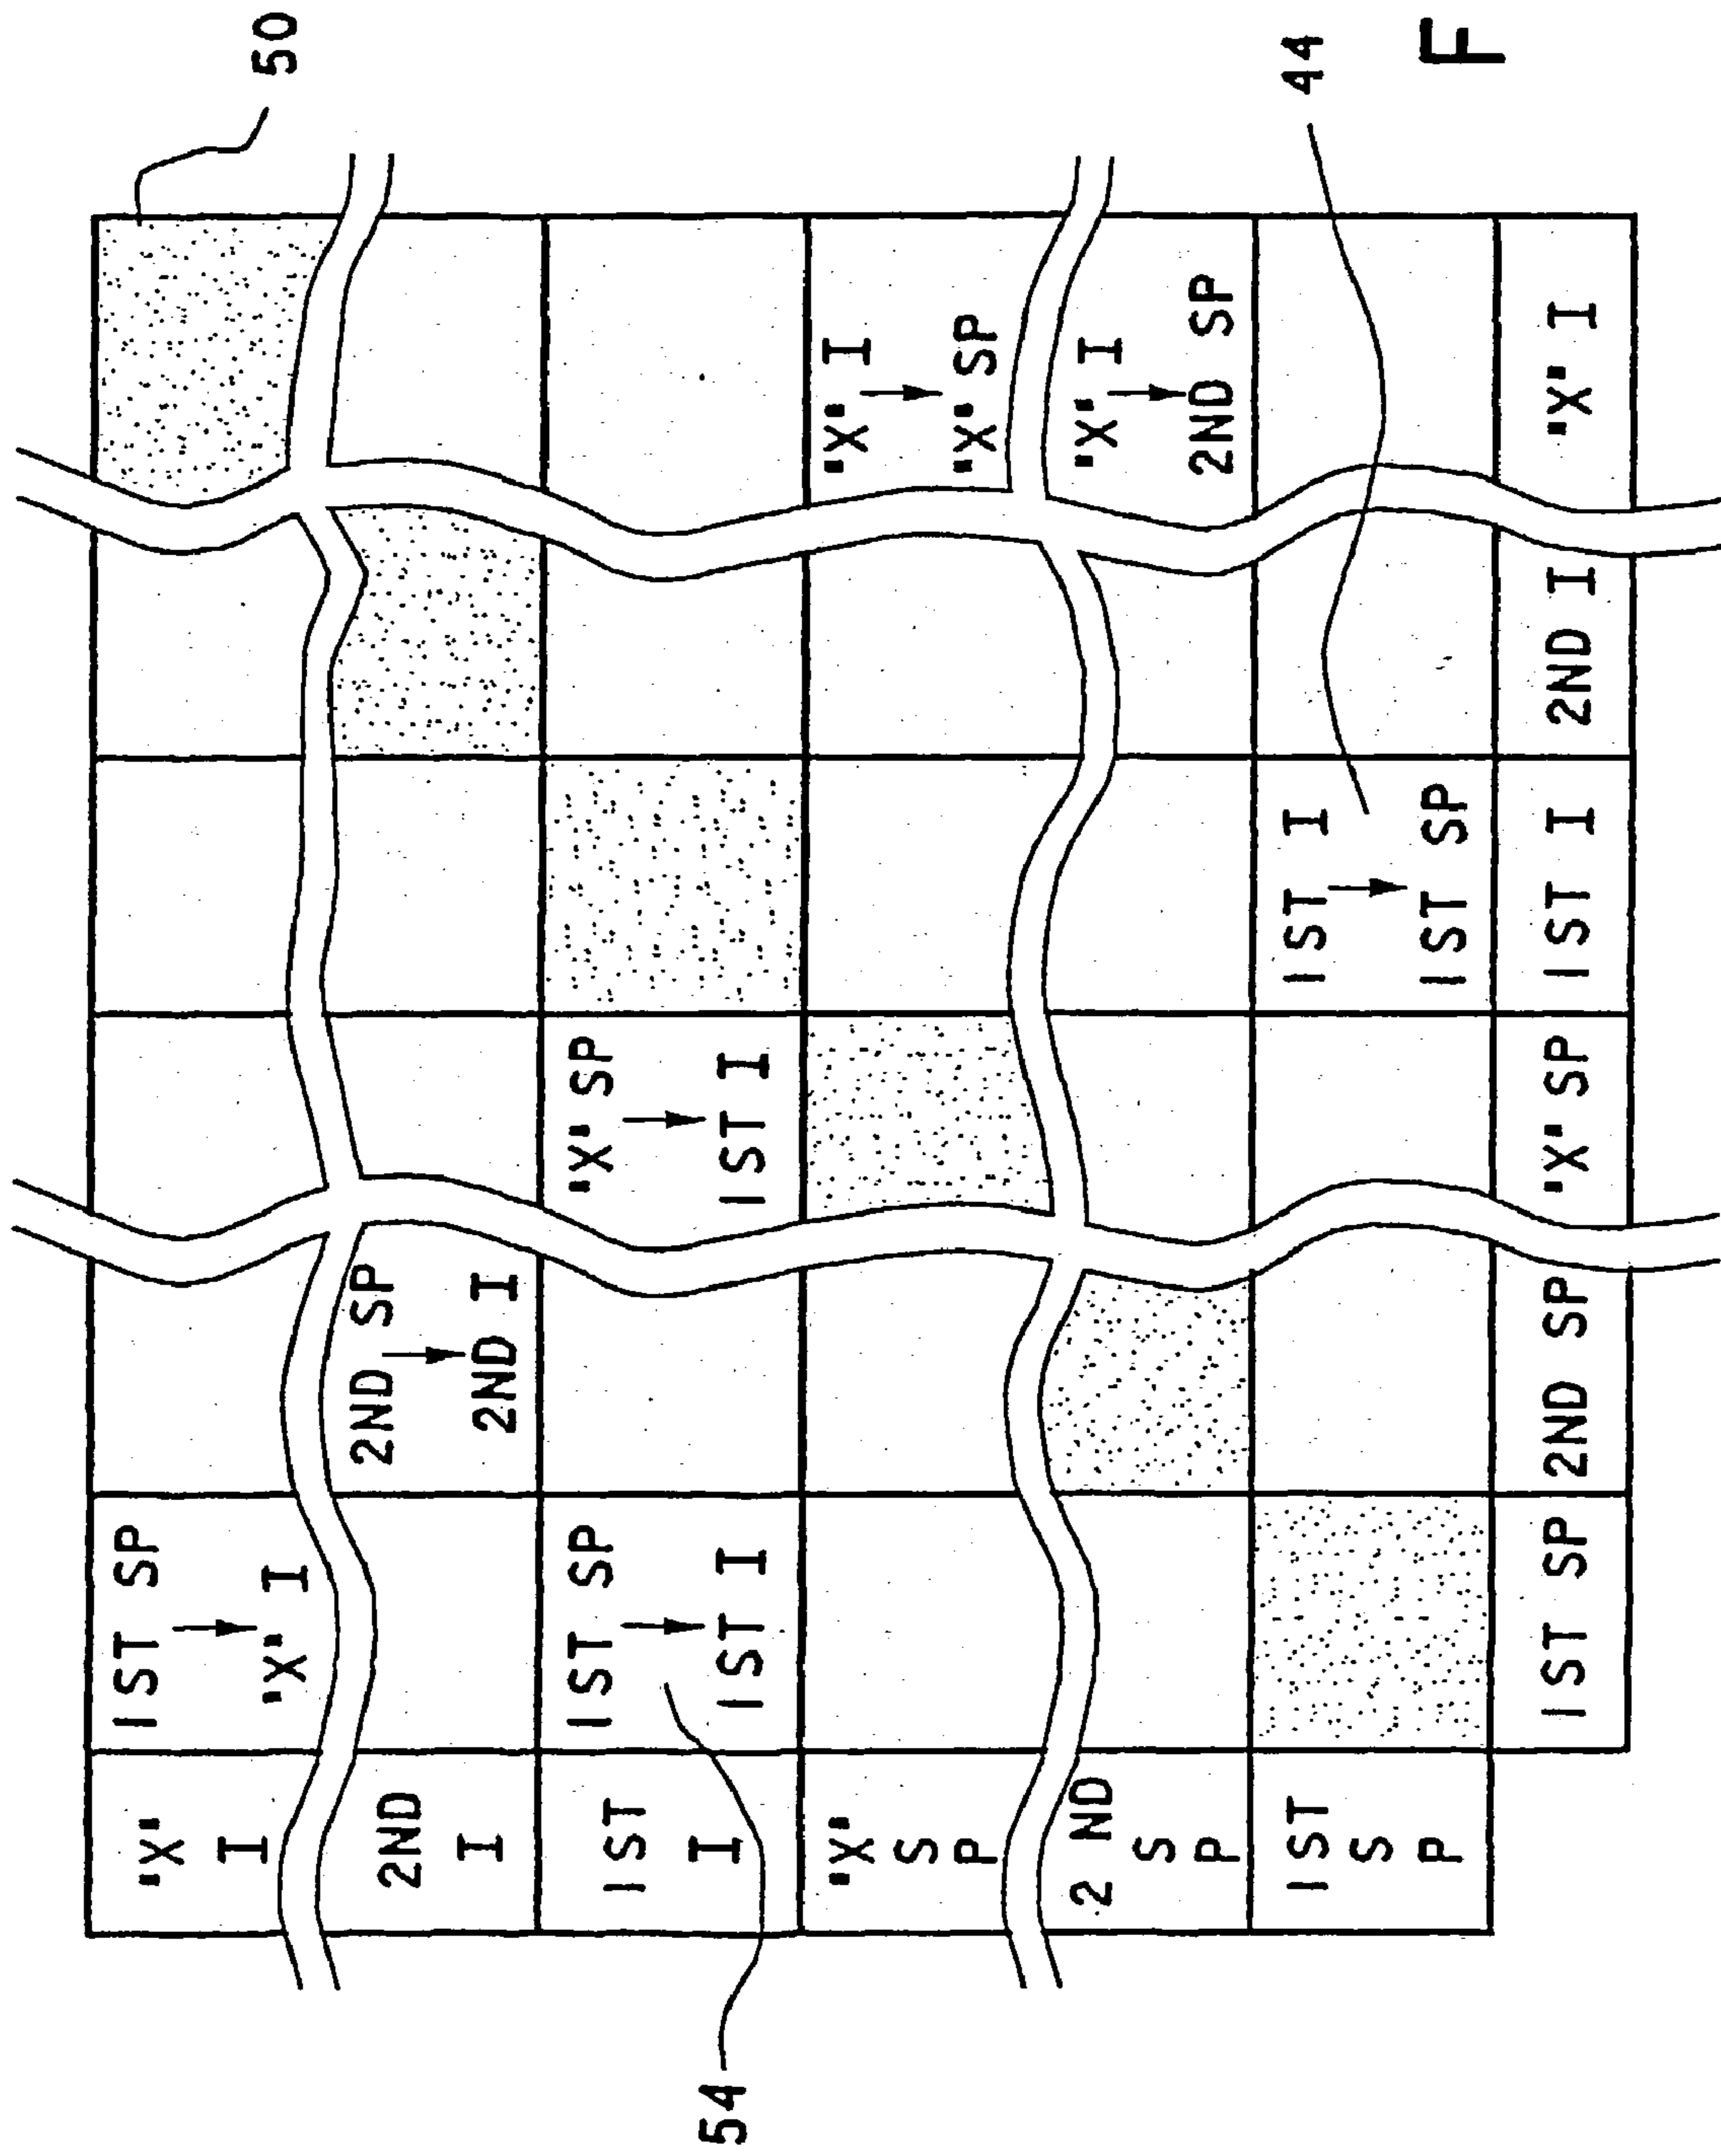 50
"X"
I
1ST SP
"X" I
2ND
I
2ND SP
2ND I
54
1ST
I
1ST SP
1ST I
"X" SP
1ST I
"X"
S
P
"X" I
"X" SP
2 ND
S
P
"X" I
2ND SP
1ST
S
P
1ST I
1ST SP
44
1ST SP
2ND SP
"X" SP
1ST I
2ND I
"X" I
F